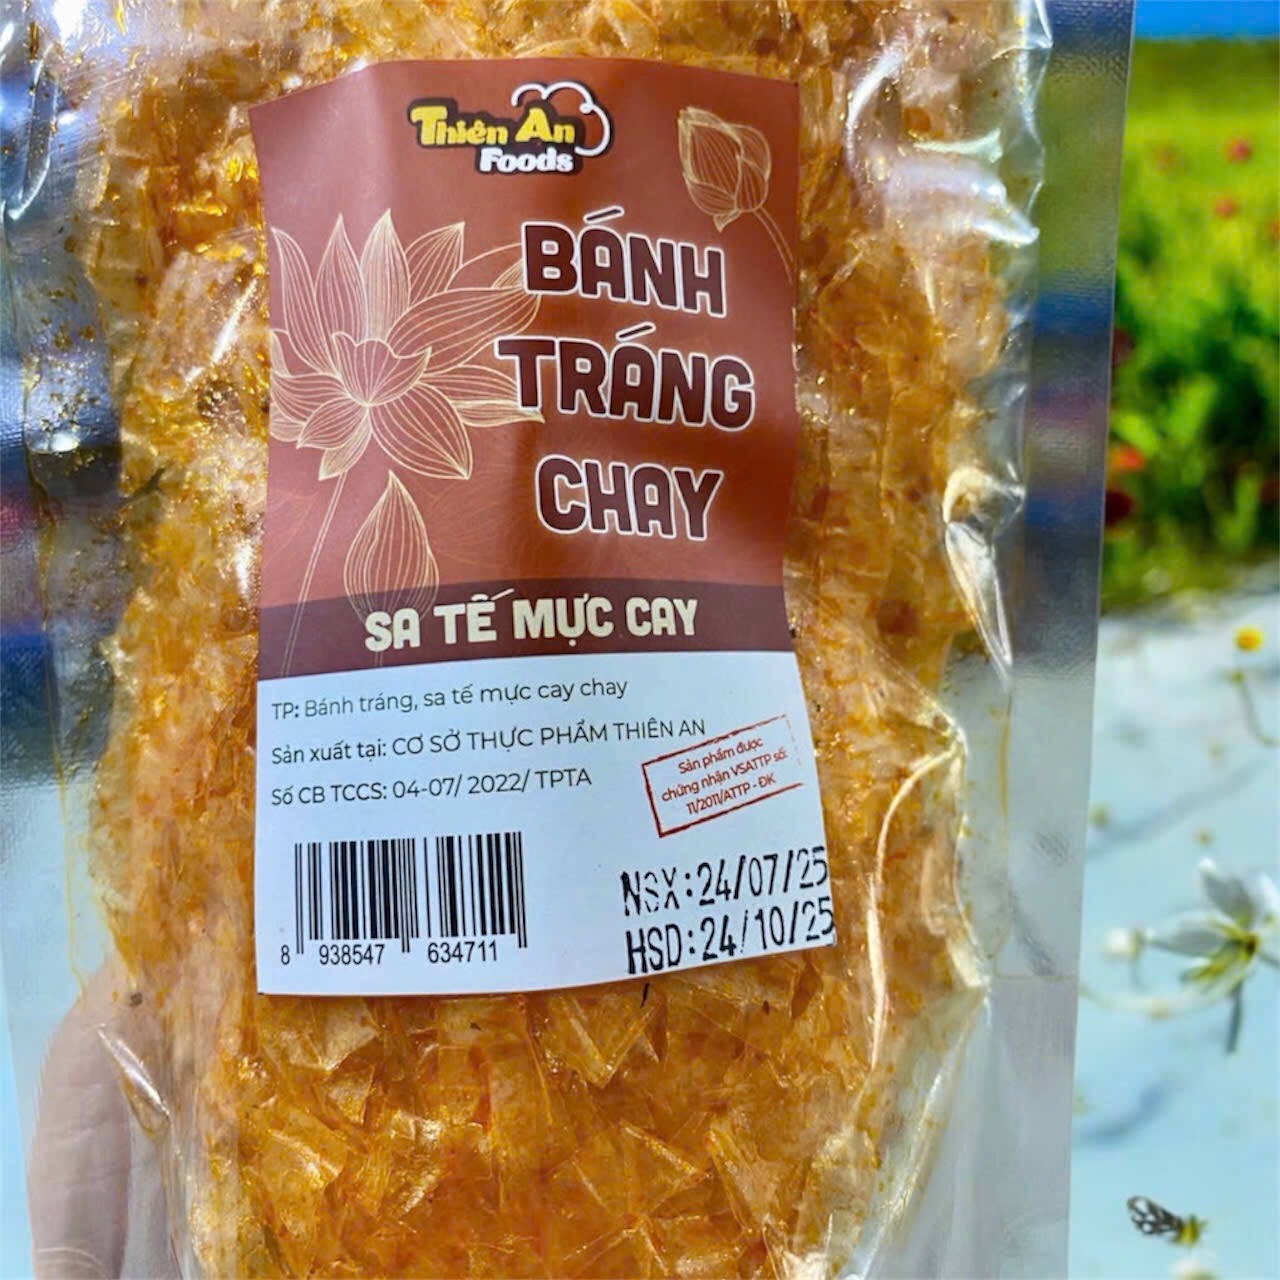 Thiên An
Foods
BÁNH
TRÁNG
CHAY
SA TẾ MỰC CAY
TP: Bánh tráng, sa tế mực cay chay
Sản xuất tại: CƠ SỞ THỰC PHẨM THIÊN AN
Số CB TCCS: 04-07/ 2022/ TPTA
Sản phẩm được
chứng nhận VSATTP số:
11/2011/ATTP - ĐK
NSX:24/07/25
HSD:24/10/25
8 938547 634711